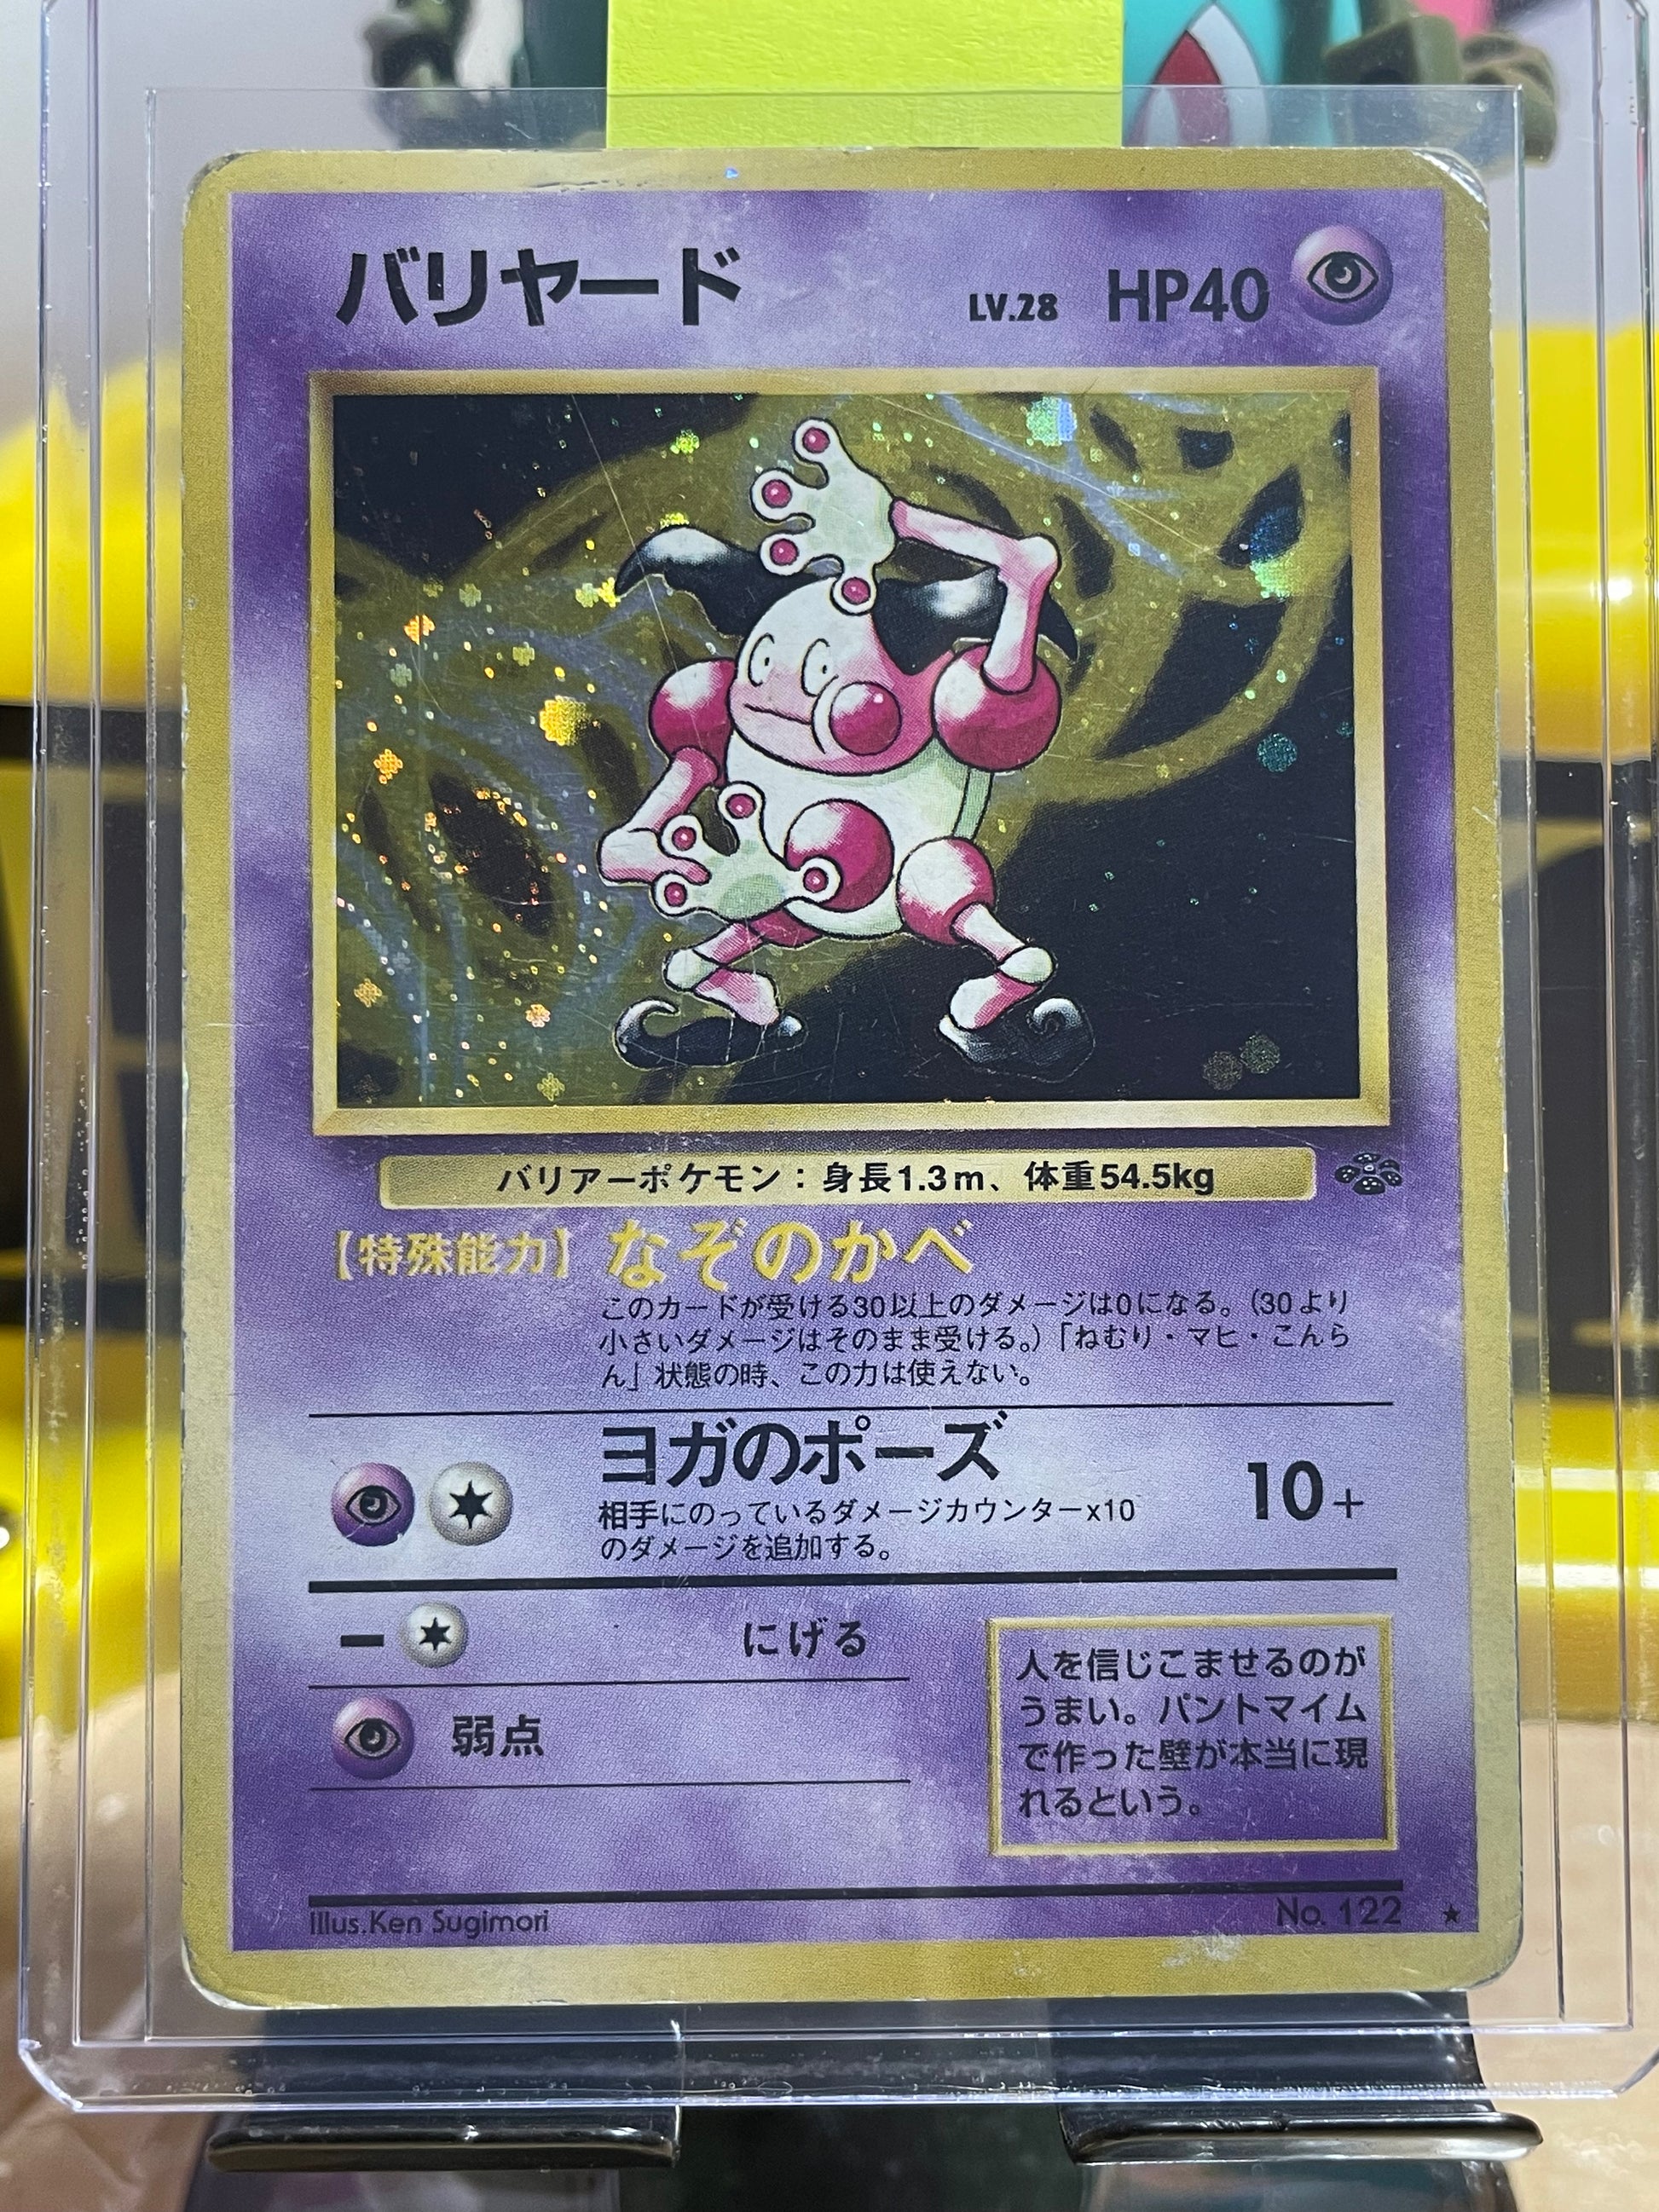 バリヤード
LV.28 HP40
バリアーポケモン：身長1.3m、体重54.5kg
【特殊能力】なぞのかべ
このカードが受ける30以上のダメージは0になる。（30より
小さいダメージはそのまま受ける。）「ねむり・マヒ・こんら
ん」状態の時、この力は使えない。
ヨガのポーズ
10+
相手にのっているダメージカウンターx10
のダメージを追加する。
− にげる
弱点
人を信じこませるのが
うまい。パントマイム
で作った壁が本当に現
れるという。
Illus.Ken Sugimori
No. 122 ★